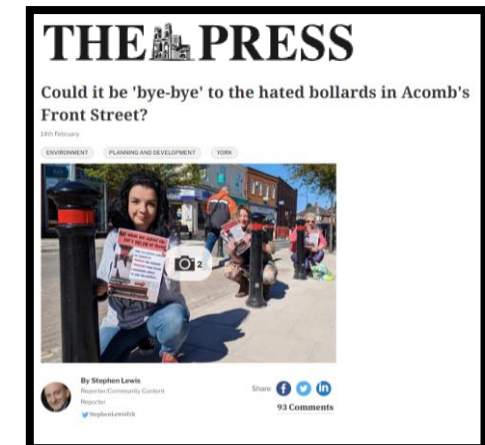 THE PRESS
Could it be 'bye-bye' to the hated bollards in Acomb's
Front Street?
14th February
ENVIRONMENT PLANNING AND DEVELOPMENT YORK
2
By Stephen Lewis
Reporter/Community Content
Reporter
Share
93 Comments